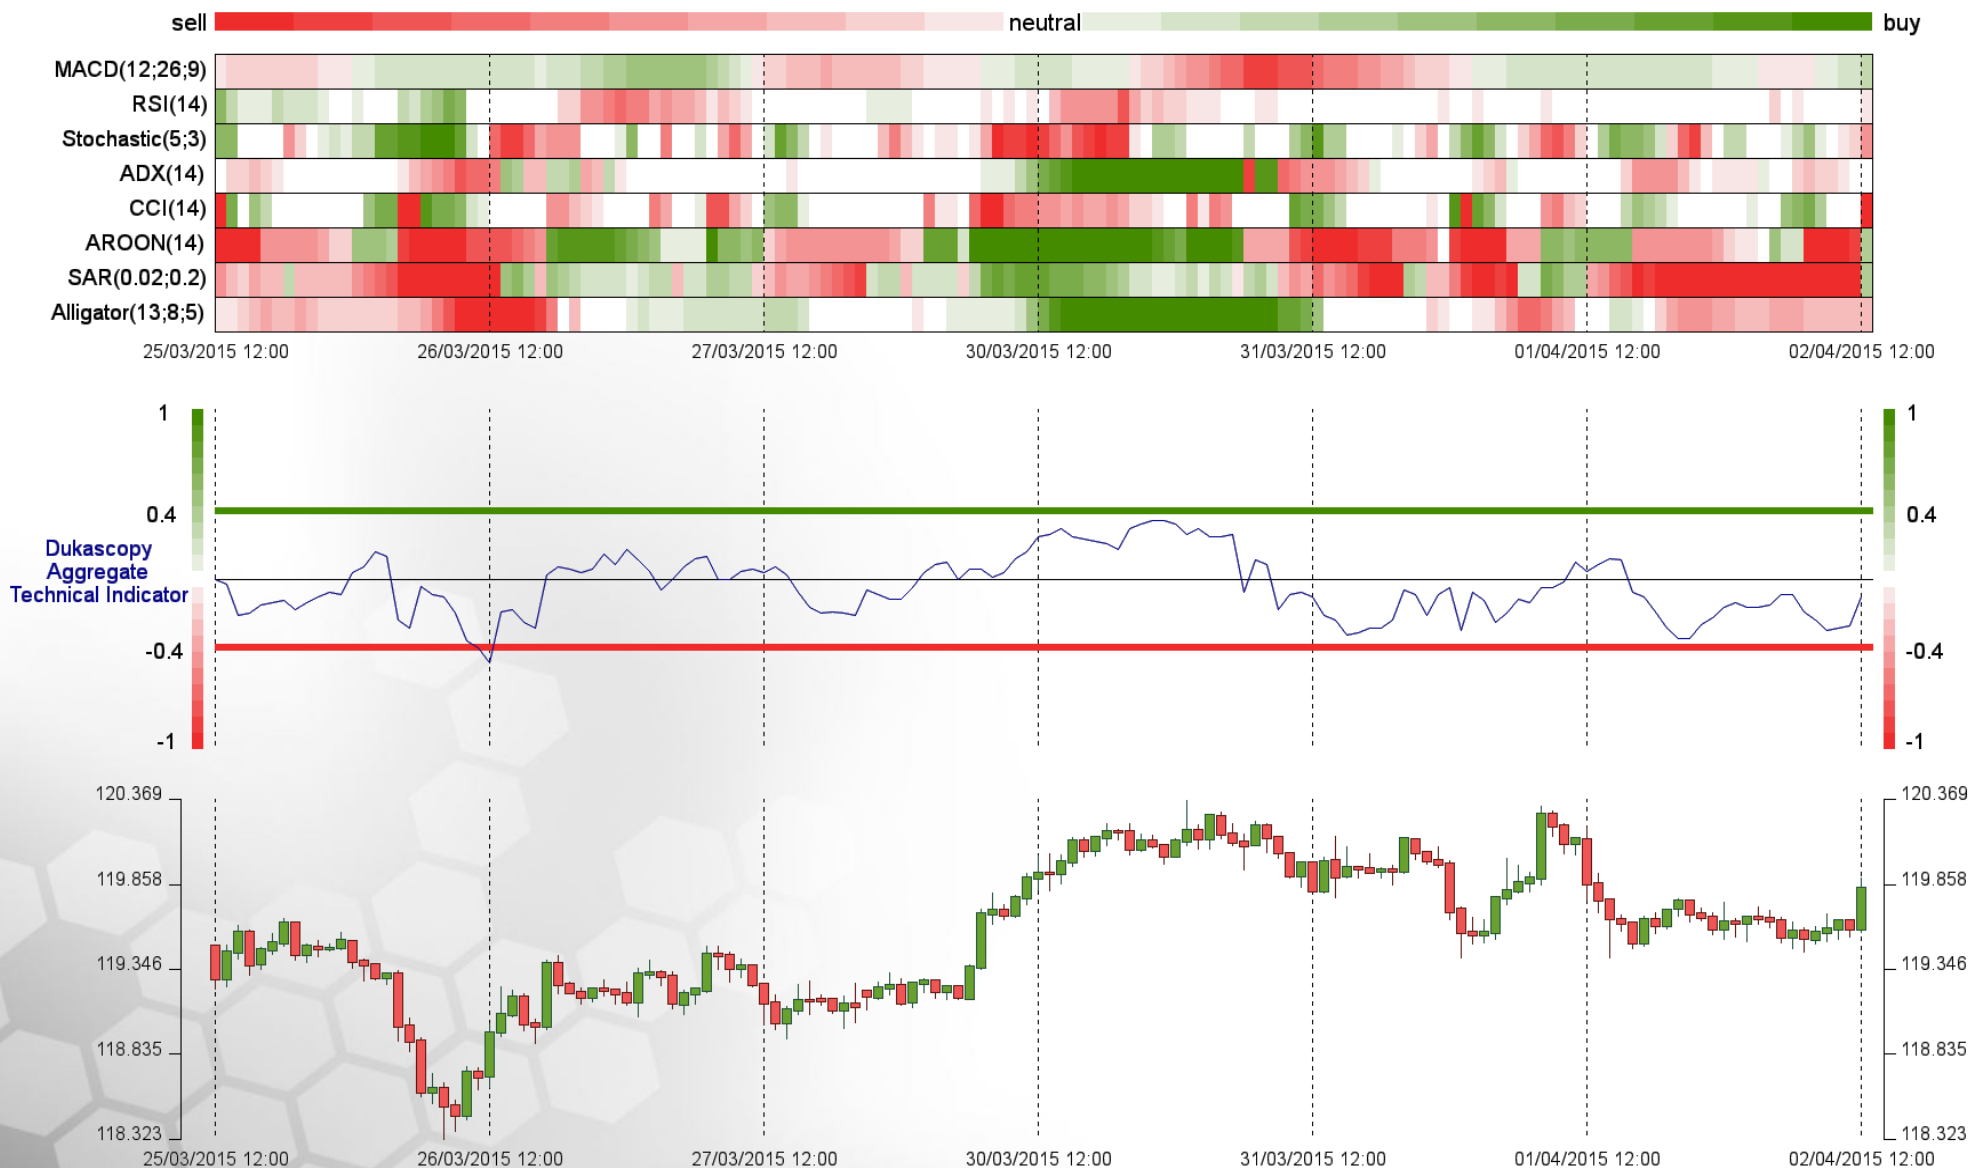 sell neutral buy
MACD(12;26;9)
RSI(14)
Stochastic(5;3)
ADX(14)
CCI(14)
AROON(14)
SAR(0.02;0.2)
Alligator(13;8;5)
25/03/2015 12:00 26/03/2015 12:00 27/03/2015 12:00 30/03/2015 12:00 31/03/2015 12:00 01/04/2015 12:00 02/04/2015 12:00
1 1
0.4 0.4
Dukascopy
Aggregate
Technical Indicator
-0.4 -0.4
-1 -1
120.369 120.369
119.858 119.858
119.346 119.346
118.835 118.835
118.323 118.323
25/03/2015 12:00 26/03/2015 12:00 27/03/2015 12:00 30/03/2015 12:00 31/03/2015 12:00 01/04/2015 12:00 02/04/2015 12:00